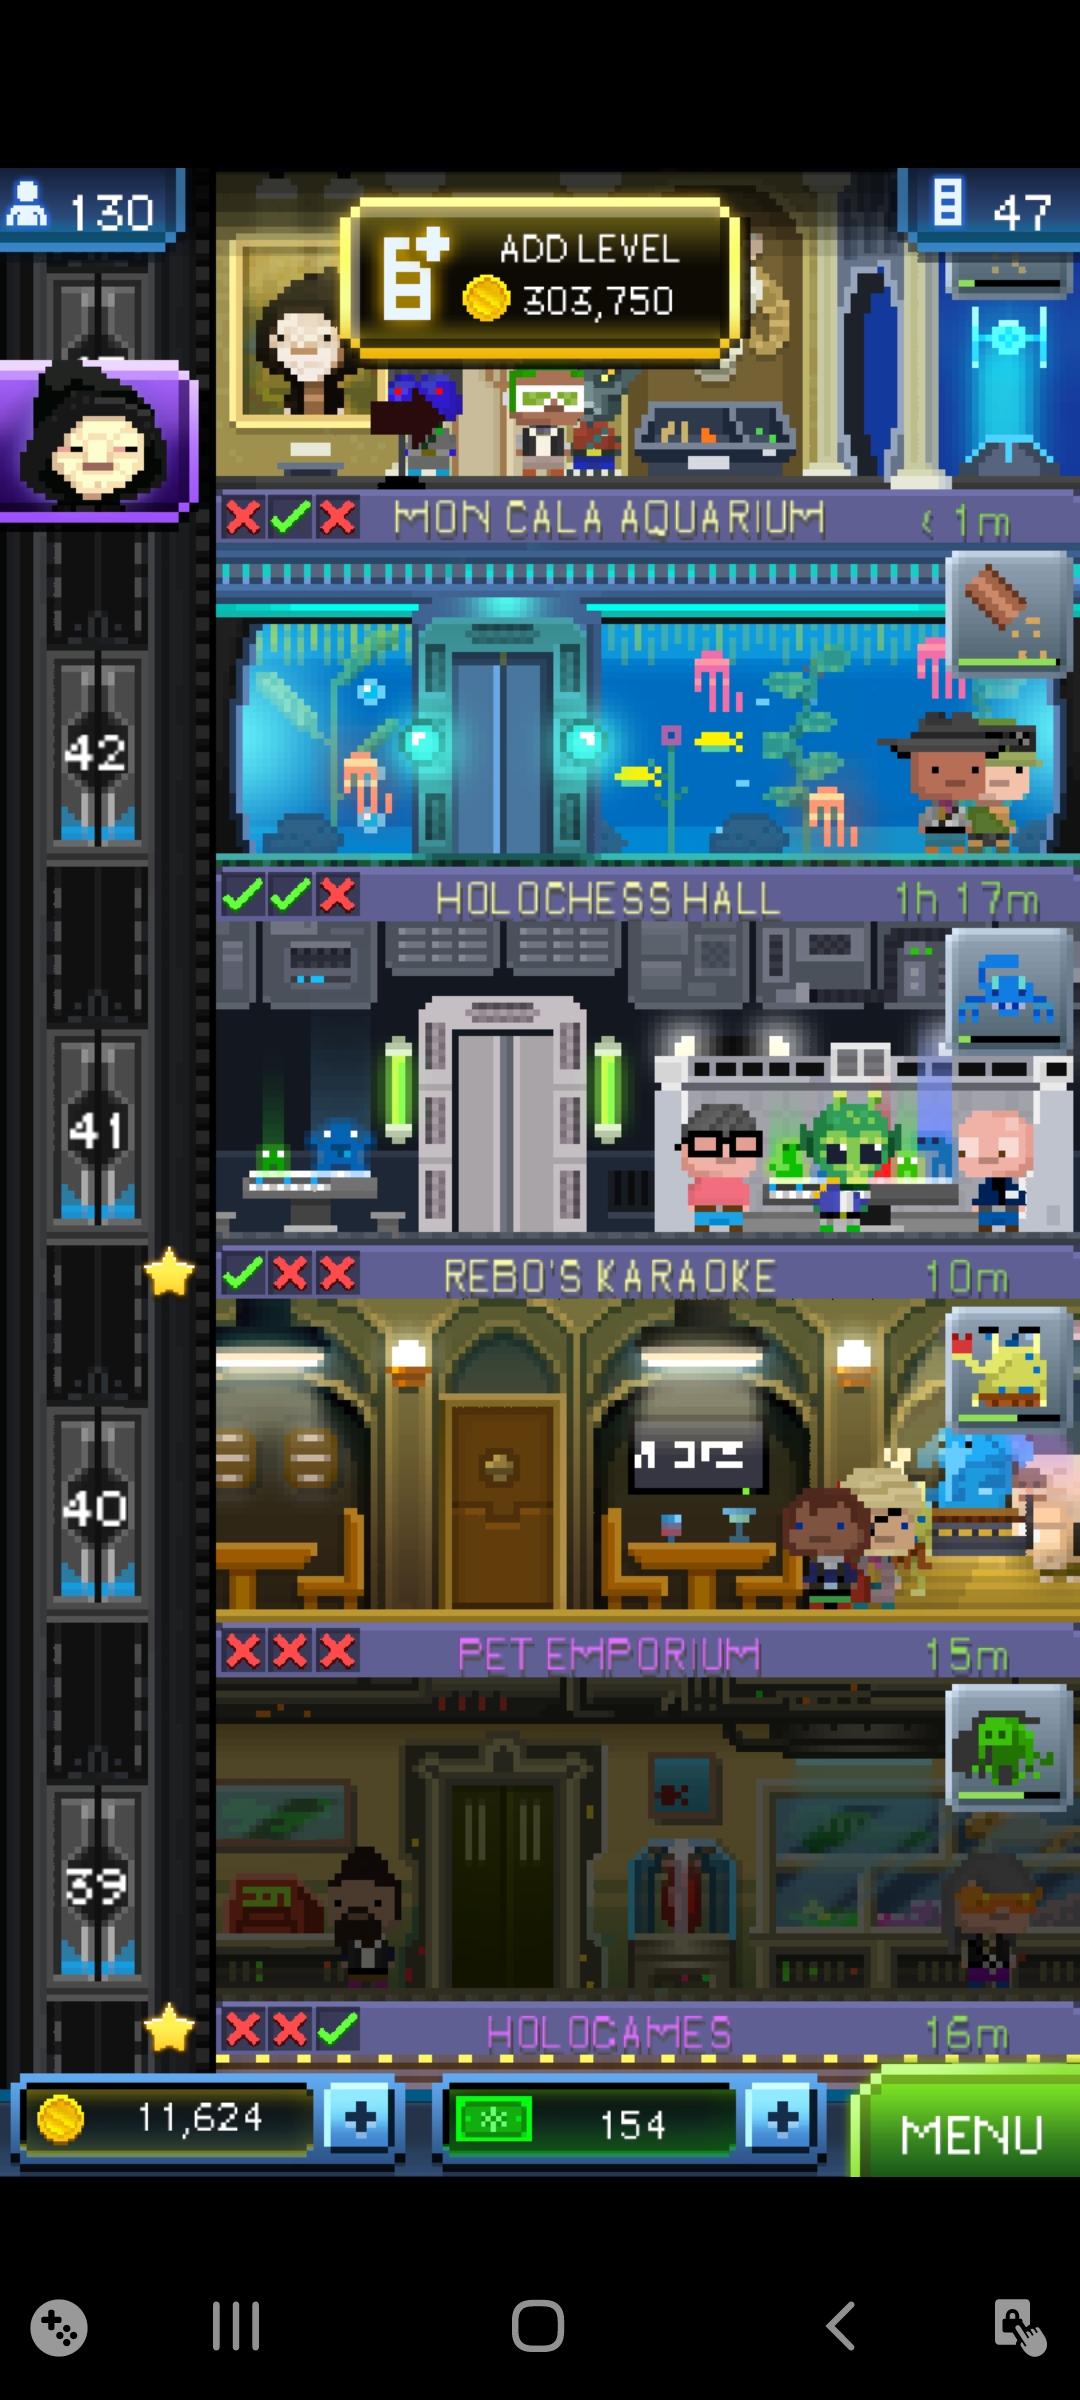 130
ADD LEVEL
303,750
47
MON CALA AQUARIUM < 1m
42
HOLOCHESS HALL 1h 17m
41
REBO'S KARAOKE 10m
40
PET EMPORIUM 15m
39
HOLOGAMES 16m
11,624
154
MENU